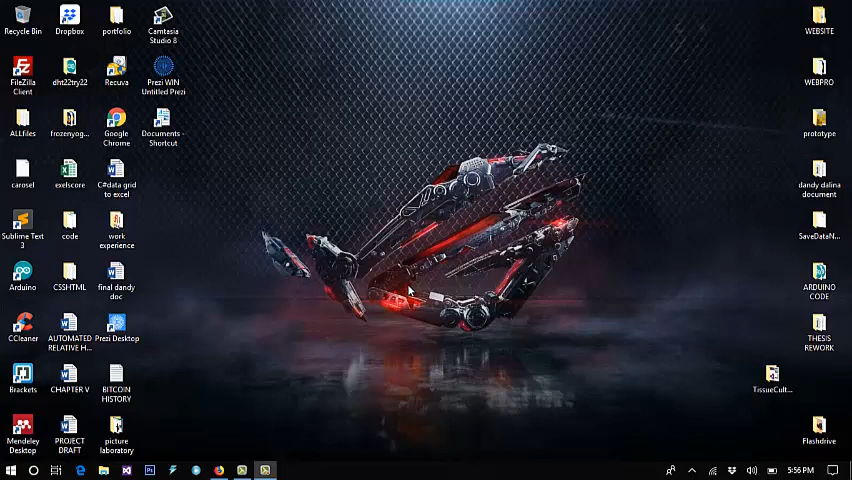 Recycle Bin
Dropbox
portfolio
Camtasia
Studio 8
WEBSITE
FileZilla
Client
dht22try22
Recuva
Prezi WIN
Untitled Prezi
WEBPRO
ALLfiles
frozenyog...
Google
Chrome
Documents -
Shortcut
prototype
carosel
exelscore
C#data grid
to excel
dandy dalina
document
Sublime Text
3
code
work
experience
SaveDataN...
Arduino
CSSHTML
final dandy
doc
ARDUINO
CODE
CCleaner
AUTOMATED
RELATIVE H...
Prezi Desktop
THESIS
REWORK
Brackets
CHAPTER V
BITCOIN
HISTORY
TissueCult...
Mendeley
Desktop
PROJECT
DRAFT
picture
laboratory
Flashdrive
5:56 PM